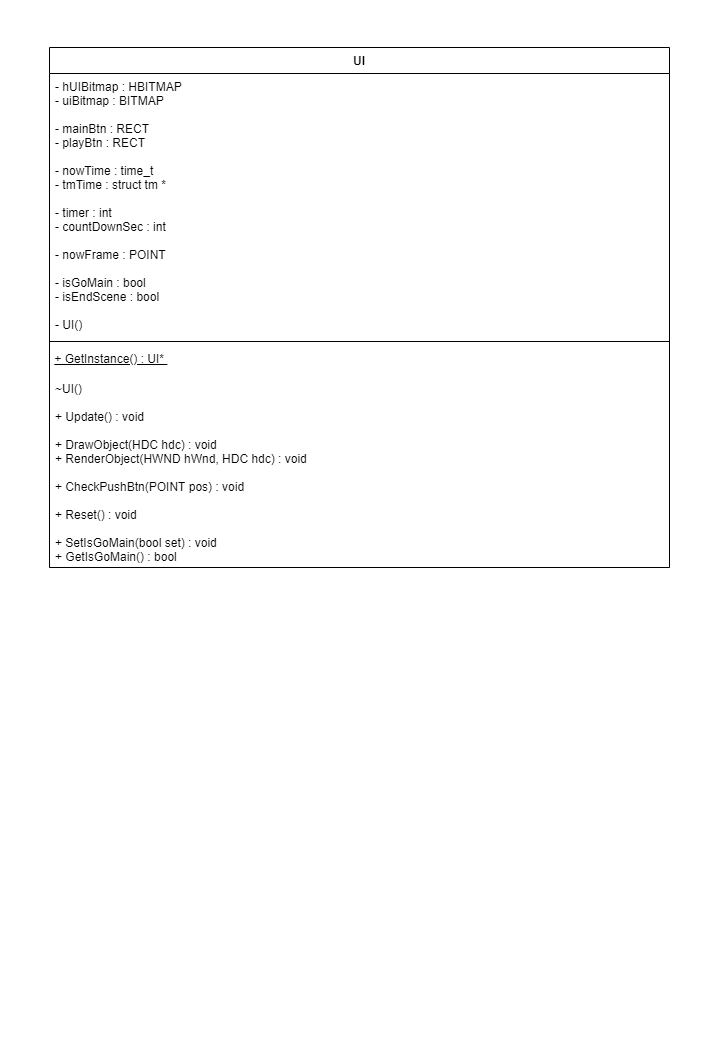 UI
- hUIBitmap : HBITMAP
- uiBitmap : BITMAP
- mainBtn : RECT
- playBtn : RECT
- nowTime : time_t
- tmTime : struct tm *
- timer : int
- countDownSec : int
- nowFrame : POINT
- isGoMain : bool
- isEndScene : bool
- UI()
+ GetInstance() : UI*
~UI()
+ Update() : void
+ DrawObject(HDC hdc) : void
+ RenderObject(HWND hWnd, HDC hdc) : void
+ CheckPushBtn(POINT pos) : void
+ Reset() : void
+ SetIsGoMain(bool set) : void
+ GetIsGoMain() : bool